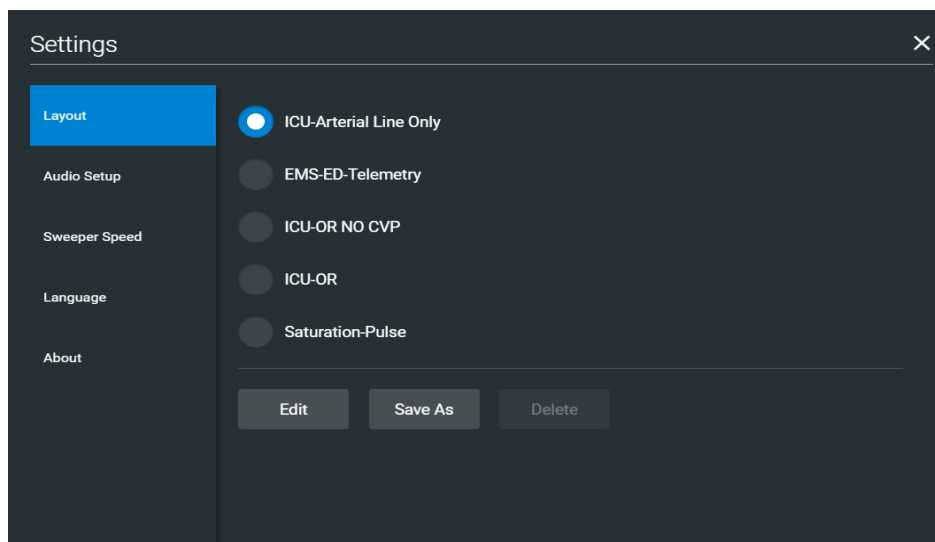 Settings
Layout
Audio Setup
Sweeper Speed
Language
About
ICU-Arterial Line Only
EMS-ED-Telemetry
ICU-OR NO CVP
ICU-OR
Saturation-Pulse
Edit Save As Delete